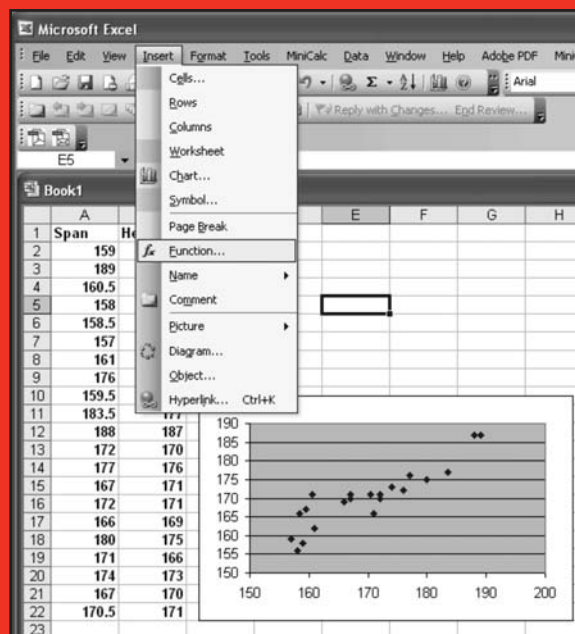 Microsoft Excel
File Edit View Insert Format Tools MiniCalc Data Window Help Adobe PDF
Arial
Reply with Changes... End Review...
E5
Cells...
Rows
Columns
Worksheet
Chart...
Symbol...
Page Break
fx Function...
Name
Comment
Picture
Diagram...
Object...
Hyperlink... Ctrl+K
Book1
A E F G H
1 Span
2 159
3 189
4 160.5
5 158
6 158.5
7 157
8 161
9 176
10 159.5
11 183.5 177
12 188 187
13 172 170
14 177 176
15 167 171
16 172 171
17 166 169
18 180 175
19 171 166
20 174 173
21 167 170
22 170.5 171
23
190
185
180
175
170
165
160
155
150
150 160 170 180 190 200